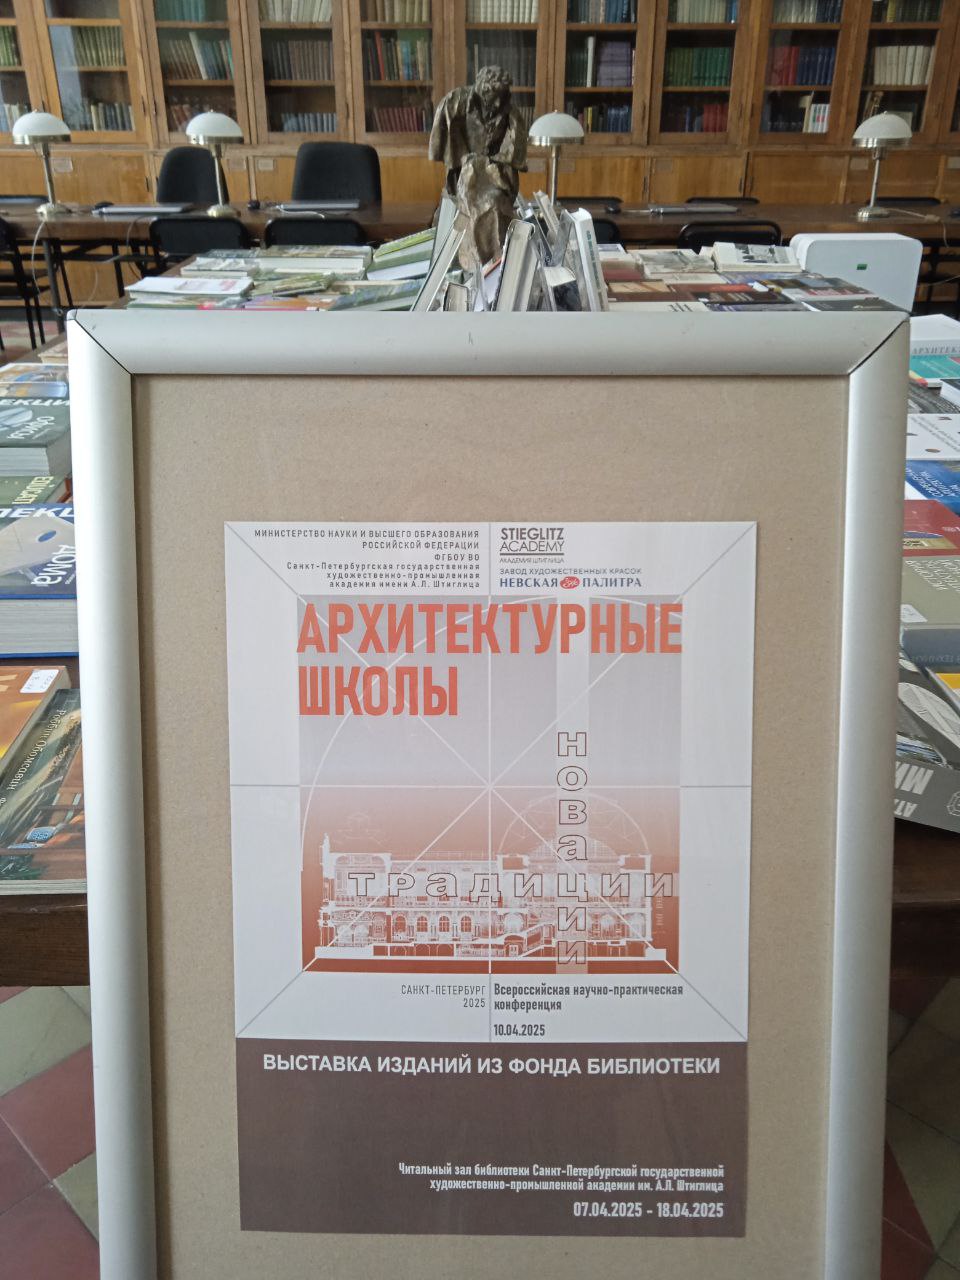 МИНИСТЕРСТВО НАУКИ И ВЫСШЕГО ОБРАЗОВАНИЯ
РОССИЙСКОЙ ФЕДЕРАЦИИ
ФГБОУ ВО
Санкт-Петербургская государственная
художественно-промышленная
академия имени А.Л. Штиглица
STIEGLITZ
ACADEMY
АКАДЕМИЯ ШТИГЛИЦА
ЗАВОД ХУДОЖЕСТВЕННЫХ КРАСОК
НЕВСКАЯ ПАЛИТРА
АРХИТЕКТУРНЫЕ
ШКОЛЫ
новации
традиции
САНКТ-ПЕТЕРБУРГ
2025
Всероссийская научно-практическая
конференция
10.04.2025
ВЫСТАВКА ИЗДАНИЙ ИЗ ФОНДА БИБЛИОТЕКИ
Читальный зал библиотеки Санкт-Петербургской государственной
художественно-промышленной академии им. А.Л. Штиглица
07.04.2025 - 18.04.2025